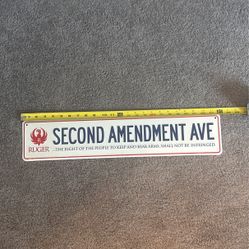 SECOND AMENDMENT AVE
RUGER
...THE RIGHT OF THE PEOPLE TO KEEP AND BEAR ARMS, SHALL NOT BE INFRINGED.